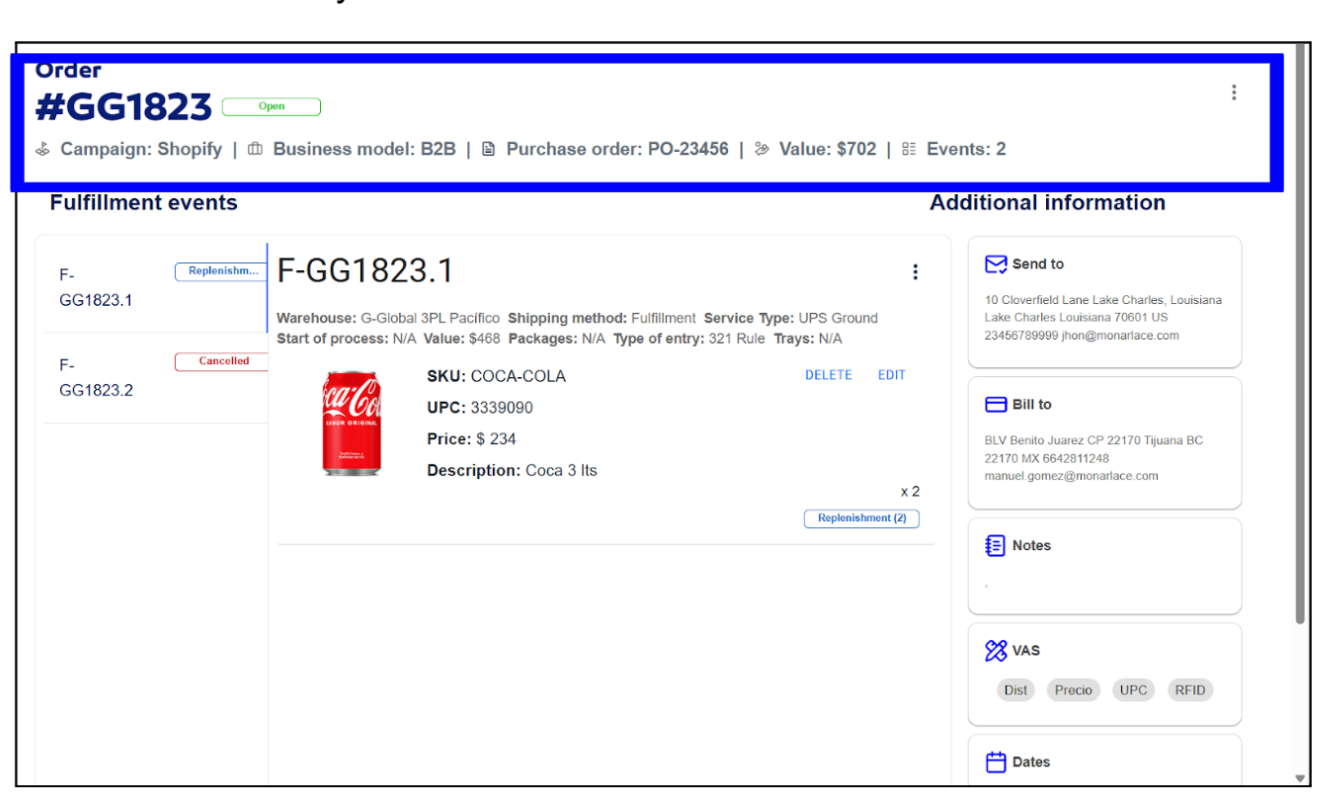 Order
#GG1823 Open
Campaign: Shopify | Business model: B2B | Purchase order: PO-23456 | Value: $702 | Events: 2
Fulfillment events
F-GG1823.1 Replenishm...
F-GG1823.2 Cancelled
F-GG1823.1
Warehouse: G-Global 3PL Pacífico Shipping method: Fulfillment Service Type: UPS Ground
Start of process: N/A Value: $468 Packages: N/A Type of entry: 321 Rule Trays: N/A
Coca-Cola
SABOR ORIGINAL
SKU: COCA-COLA
DELETE EDIT
UPC: 3339090
Price: $ 234
Description: Coca 3 lts
x 2
Replenishment (2)
Additional information
Send to
10 Cloverfield Lane Lake Charles, Louisiana
Lake Charles Louisiana 70601 US
23456789999 jhon@monarlace.com
Bill to
BLV Benito Juarez CP 22170 Tijuana BC
22170 MX 6642811248
manuel.gomez@monarlace.com
Notes
.
VAS
Dist Precio UPC RFID
Dates